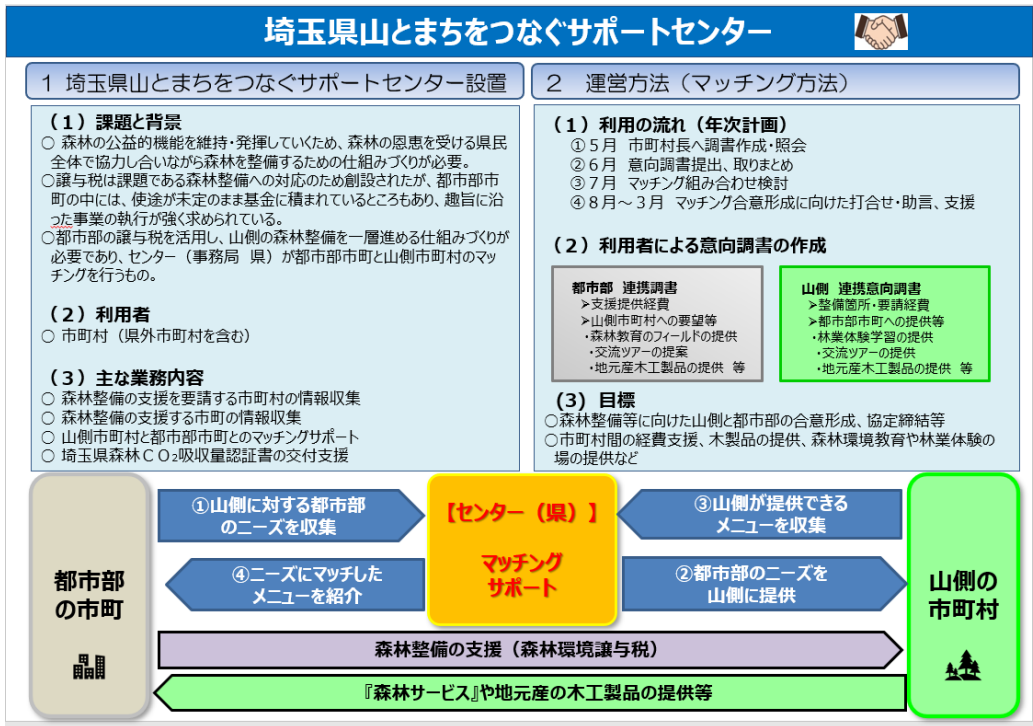 埼玉県山とまちをつなぐサポートセンター
1 埼玉県山とまちをつなぐサポートセンター設置
（１）課題と背景
○ 森林の公益的機能を維持・発揮していくため、森林の恩恵を受ける県民
全体で協力し合いながら森林を整備するための仕組みづくりが必要。
○譲与税は課題である森林整備への対応のため創設されたが、都市部市
町の中には、使途が未定のまま基金に積まれているところもあり、趣旨に沿
った事業の執行が強く求められている。
○都市部の譲与税を活用し、山側の森林整備を一層進める仕組みづくりが
必要であり、センター（事務局 県）が都市部市町と山側市町村のマッ
チングを行うもの。
（２）利用者
○ 市町村（県外市町村を含む）
（３）主な業務内容
○ 森林整備の支援を要請する市町村の情報収集
○ 森林整備の支援する市町の情報収集
○ 山側市町村と都市部市町とのマッチングサポート
○ 埼玉県森林ＣＯ₂吸収量認証書の交付支援
２ 運営方法（マッチング方法）
（１）利用の流れ（年次計画）
①５月 市町村長へ調書作成・照会
②６月 意向調書提出、取りまとめ
③７月 マッチング組み合わせ検討
④８月～３月 マッチング合意形成に向けた打合せ・助言、支援
（２）利用者による意向調書の作成
都市部 連携調書
➢支援提供経費
➢山側市町村への要望等
・森林教育のフィールドの提供
・交流ツアーの提案
・地元産木工製品の提供 等
山側 連携意向調書
➢整備箇所・要請経費
➢都市部市町への提供等
・林業体験学習の提供
・交流ツアーの提供
・地元産木工製品の提供 等
(３) 目標
○森林整備等に向けた山側と都市部の合意形成、協定締結等
○市町村間の経費支援、木製品の提供、森林環境教育や林業体験の
場の提供など
都市部
の市町
①山側に対する都市部
のニーズを収集
④ニーズにマッチした
メニューを紹介
【センター（県）】
マッチング
サポート
③山側が提供できる
メニューを収集
②都市部のニーズを
山側に提供
山側の
市町村
森林整備の支援（森林環境譲与税）
『森林サービス』や地元産の木工製品の提供等